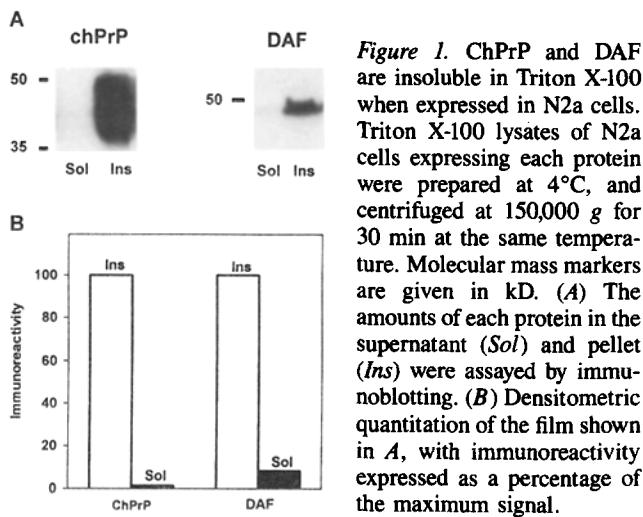 A
chPrP
DAF
50
35
50
Sol Ins
Sol Ins
B
Immunoreactivity
100
80
60
40
20
0
Ins
Sol
Ins
Sol
ChPrP
DAF
Figure 1. ChPrP and DAF
are insoluble in Triton X-100
when expressed in N2a cells.
Triton X-100 lysates of N2a
cells expressing each protein
were prepared at 4°C, and
centrifuged at 150,000 g for
30 min at the same tempera-
ture. Molecular mass markers
are given in kD. (A) The
amounts of each protein in the
supernatant (Sol) and pellet
(Ins) were assayed by immu-
noblotting. (B) Densitometric
quantitation of the film shown
in A, with immunoreactivity
expressed as a percentage of
the maximum signal.